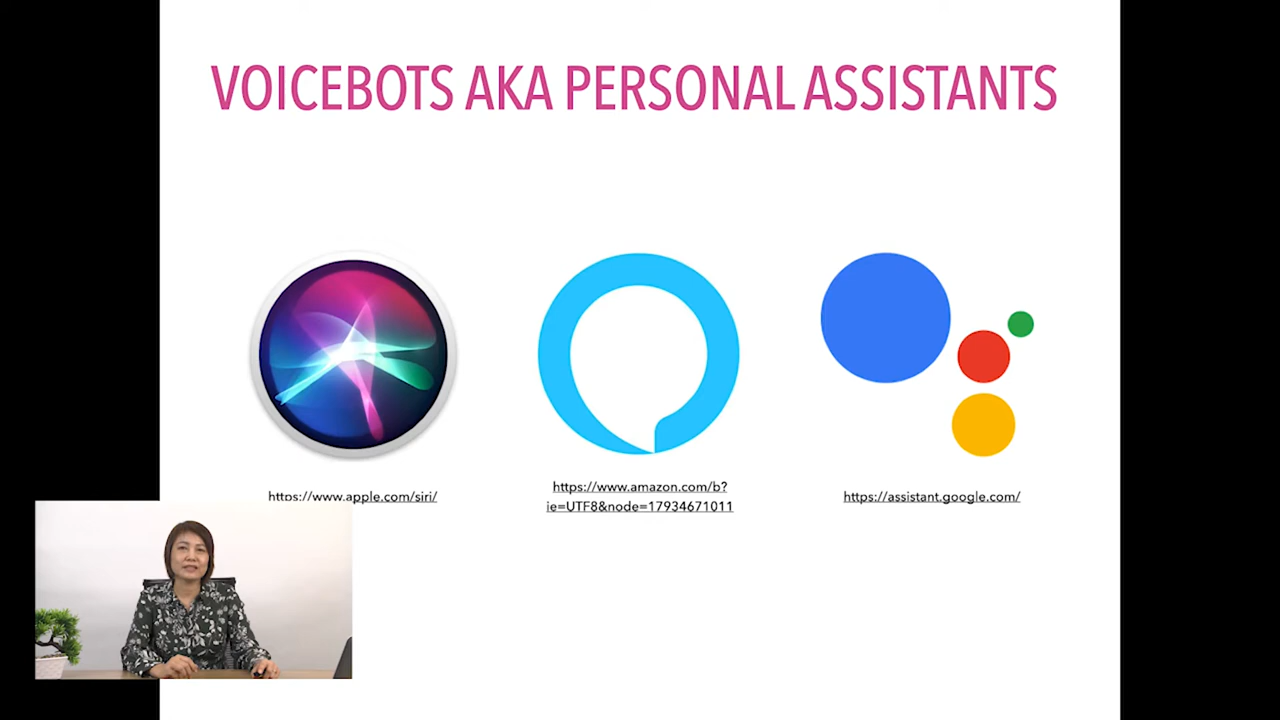 VOICEBOTS AKA PERSONAL ASSISTANTS
https://www.apple.com/siri/
https://www.amazon.com/b?
ie=UTF8&node=17934671011
https://assistant.google.com/